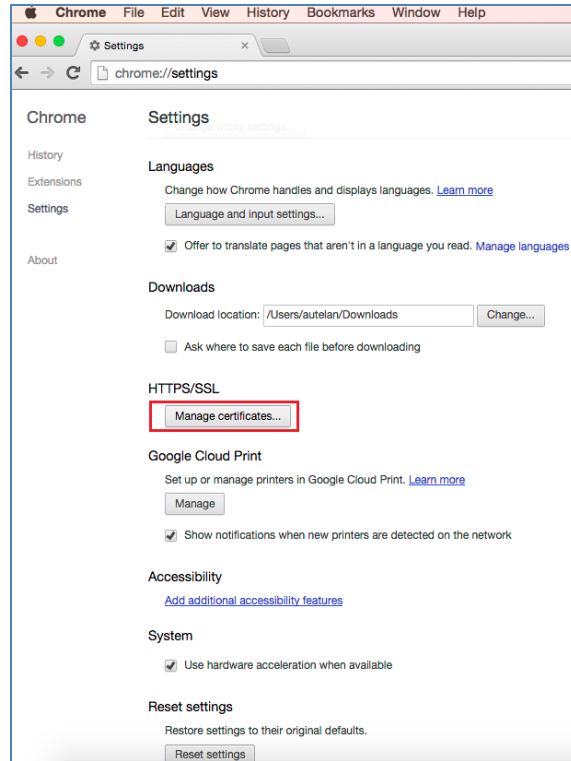 Chrome File Edit View History Bookmarks Window Help
Settings ×
chrome://settings
Chrome
Settings
History
Extensions
Settings
About
Languages
Change how Chrome handles and displays languages. Learn more
Language and input settings...
Offer to translate pages that aren't in a language you read. Manage languages
Downloads
Download location: /Users/autelan/Downloads Change...
Ask where to save each file before downloading
HTTPS/SSL
Manage certificates...
Google Cloud Print
Set up or manage printers in Google Cloud Print. Learn more
Manage
Show notifications when new printers are detected on the network
Accessibility
Add additional accessibility features
System
Use hardware acceleration when available
Reset settings
Restore settings to their original defaults.
Reset settings